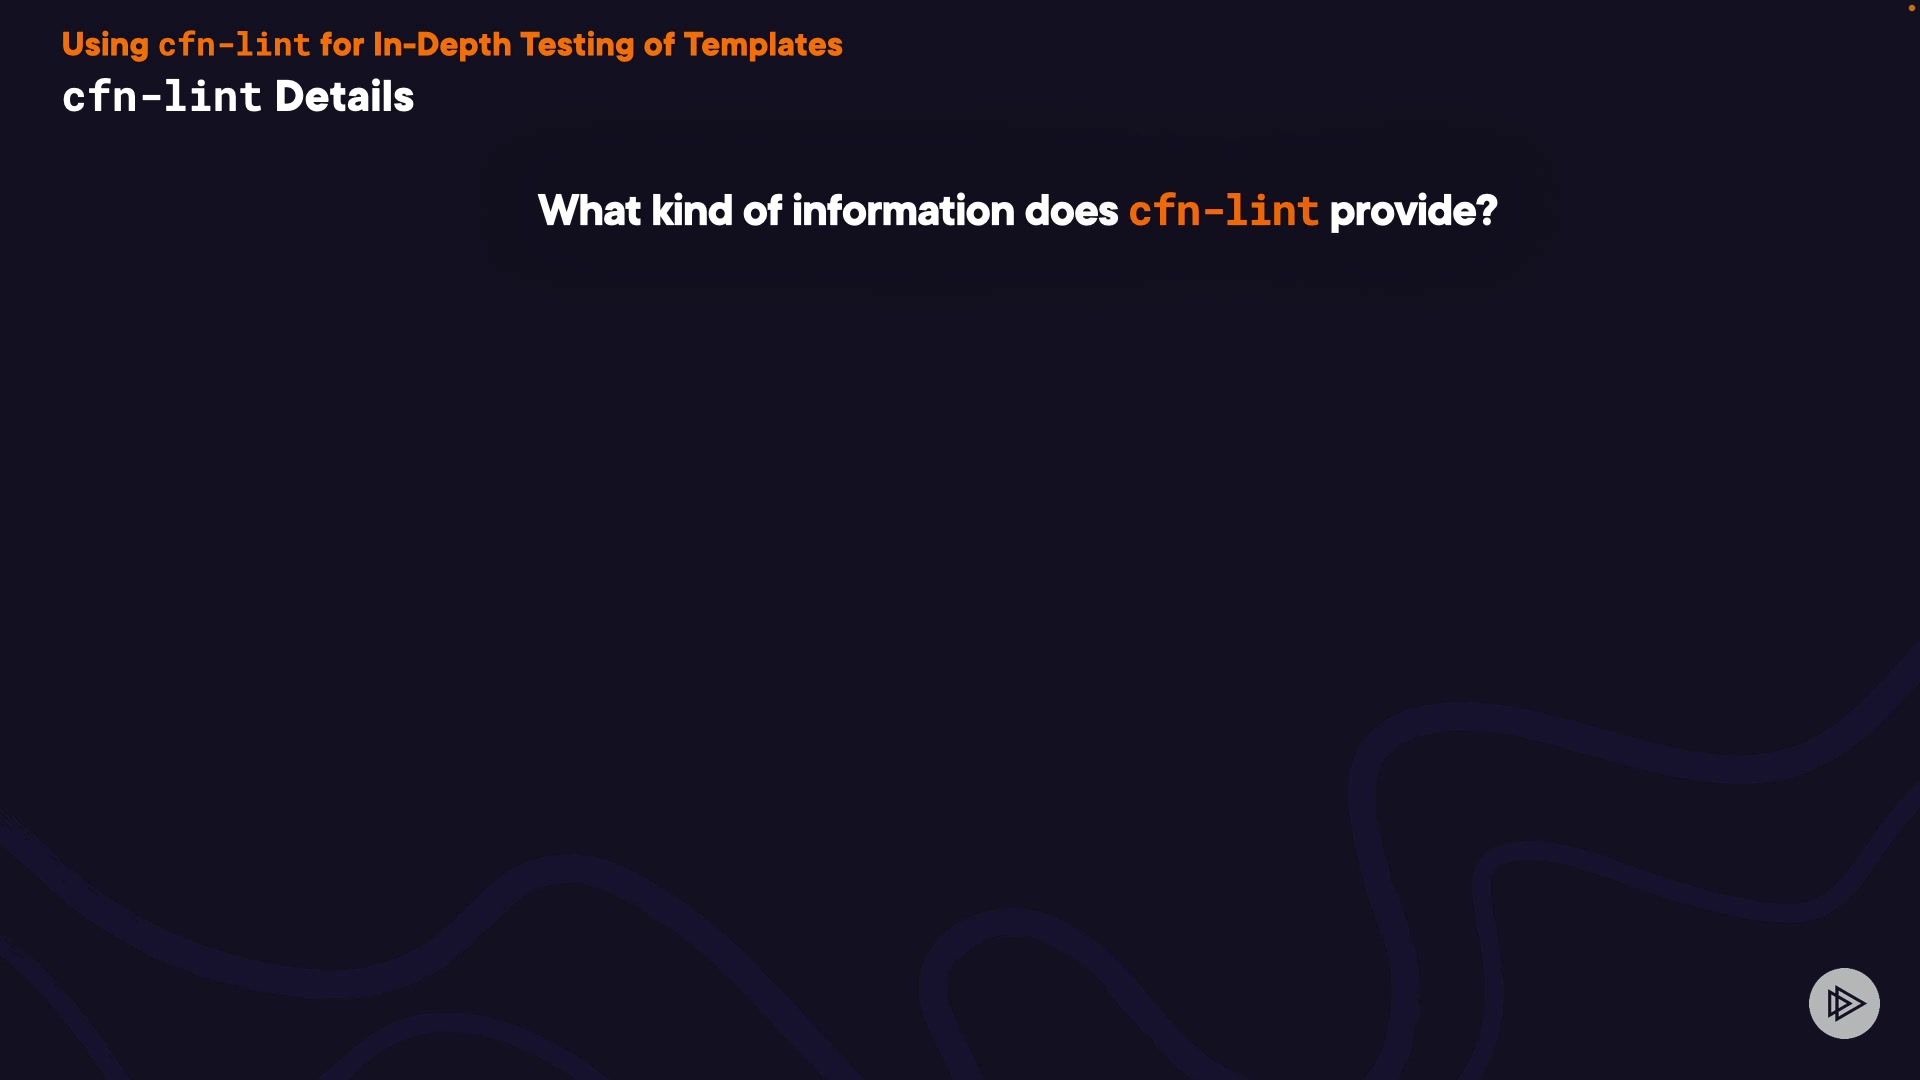 Using cfn-lint for In-Depth Testing of Templates
cfn-lint Details
What kind of information does cfn-lint provide?